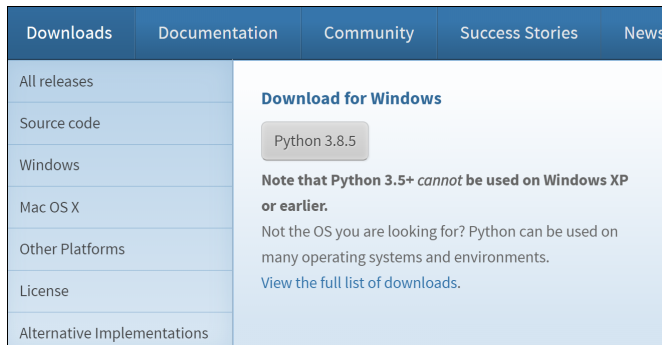 Downloads
Documentation
Community
Success Stories
News
All releases
Source code
Windows
Mac OS X
Other Platforms
License
Alternative Implementations
Download for Windows
Python 3.8.5
Note that Python 3.5+ cannot be used on Windows XP
or earlier.
Not the OS you are looking for? Python can be used on
many operating systems and environments.
View the full list of downloads.